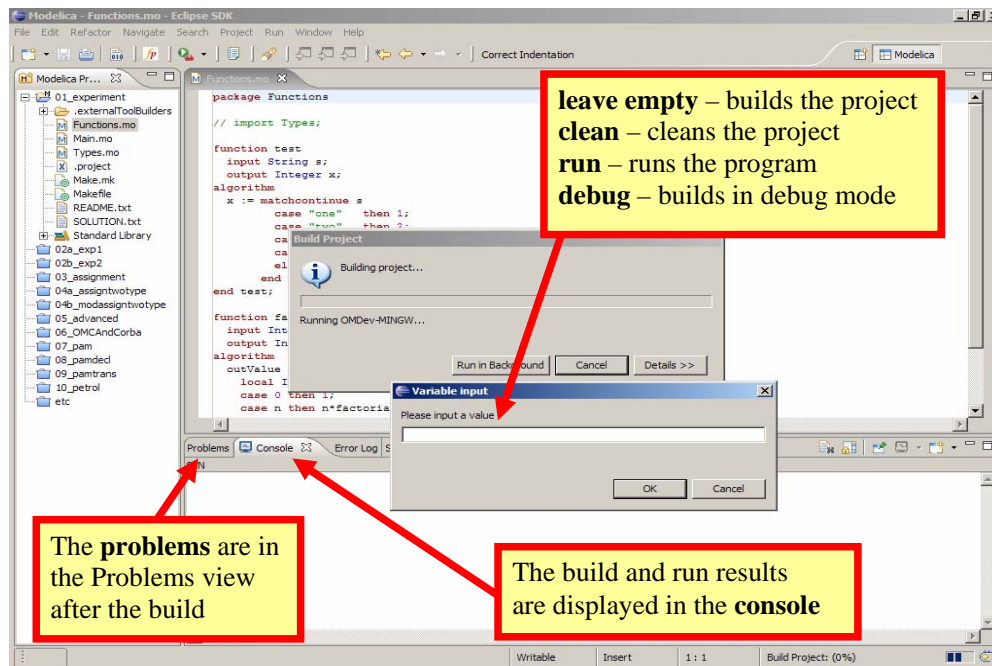 Modelica - Functions.mo - Eclipse SDK
File Edit Refactor Navigate Search Project Run Window Help
Correct Indentation
Modelica
Modelica Pr...
Functions.mo
01_experiment
.externalToolBuilders
Functions.mo
Main.mo
Types.mo
.project
Make.mk
Makefile
README.txt
SOLUTION.txt
Standard Library
02a_exp1
02b_exp2
03_assignment
04a_assigntwotype
04b_modassigntwotype
05_advanced
06_OMCAndCorba
07_pam
08_pamdecl
09_pamtrans
10_petrol
etc
package Functions
// import Types;
function test
input String s;
output Integer x;
algorithm
x := matchcontinue s
case "one" then 1;
case "two" then 2;
ca
ca
el
end
end test;
function fa
input Int
output In
algorithm
outValue
local I
case 0 then 1;
case n then n*factoria
leave empty – builds the project
clean – cleans the project
run – runs the program
debug – builds in debug mode
Build Project
Building project...
Running OMDev-MINGW...
Run in Background
Cancel
Details >>
Variable input
Please input a value
OK
Cancel
Problems
Console
Error Log
The problems are in
the Problems view
after the build
The build and run results
are displayed in the console
Writable
Insert
1 : 1
Build Project: (0%)